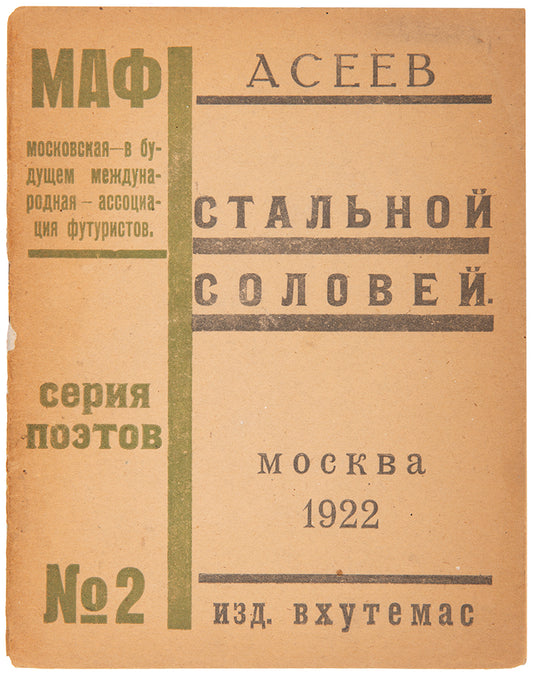 МАФ
московская—в бу-
дущем междуна-
родная — ассоциа-
ция футуристов.
серия
поэтов
№2
АСЕЕВ
СТАЛЬНОЙ
СОЛОВЕЙ.
МОСКВА
1922
ИЗД. ВХУТЕМАС